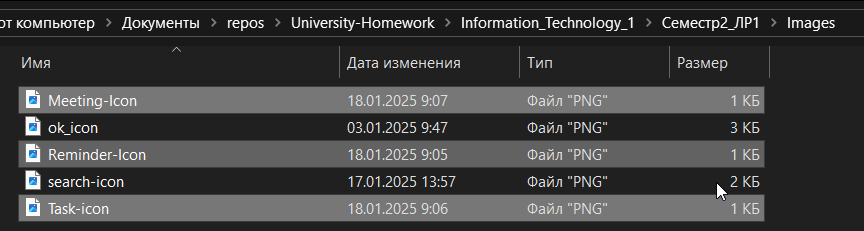 от компьютер > Документы > repos > University-Homework > Information_Technology_1 > Семестр2_ЛР1 > Images
Имя Дата изменения Тип Размер
Meeting-Icon 18.01.2025 9:07 Файл "PNG" 1 КБ
ok_icon 03.01.2025 9:47 Файл "PNG" 3 КБ
Reminder-Icon 18.01.2025 9:05 Файл "PNG" 1 КБ
search-icon 17.01.2025 13:57 Файл "PNG" 2 КБ
Task-icon 18.01.2025 9:06 Файл "PNG" 1 КБ